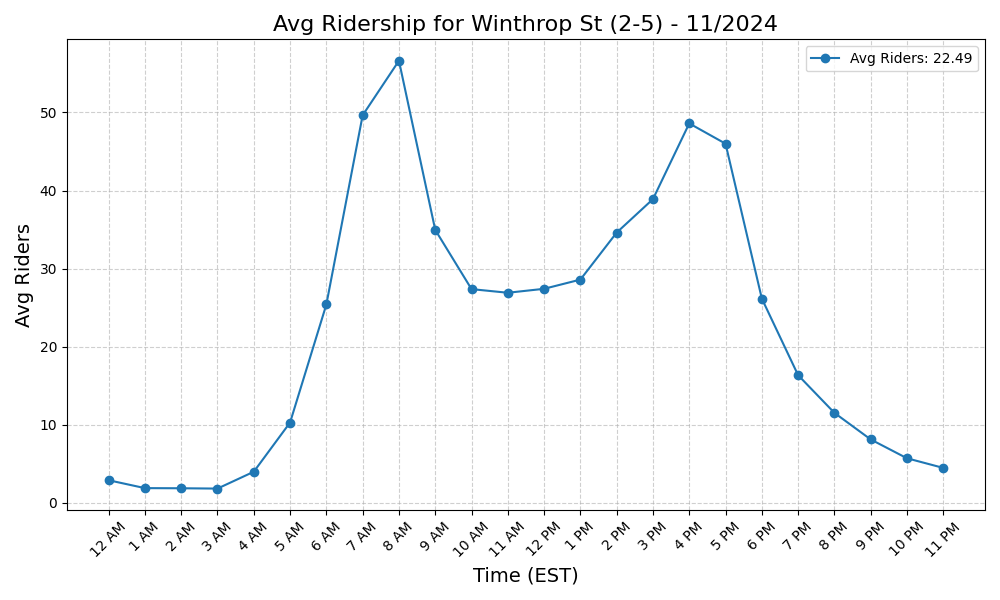 Avg Ridership for Winthrop St (2-5) - 11/2024
Avg Riders: 22.49
Avg Riders
50
40
30
20
10
0
12 AM
1 AM
2 AM
3 AM
4 AM
5 AM
6 AM
7 AM
8 AM
9 AM
10 AM
11 AM
12 PM
1 PM
2 PM
3 PM
4 PM
5 PM
6 PM
7 PM
8 PM
9 PM
10 PM
11 PM
Time (EST)